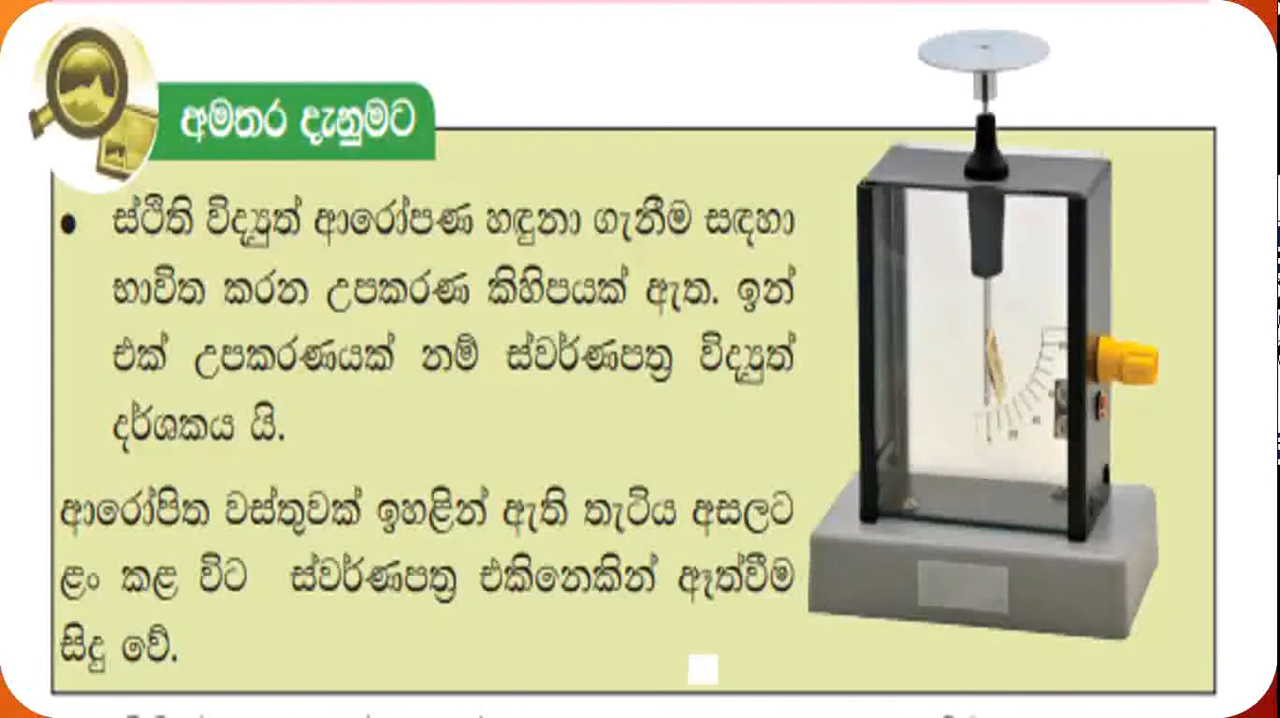 අමතර දැනුමට
● ස්ථිති විද්‍යුත් ආරෝපණ හඳුනා ගැනීම සඳහා
භාවිත කරන උපකරණ කිහිපයක් ඇත. ඉන්
එක් උපකරණයක් නම් ස්වර්ණපත්‍ර විද්‍යුත්
දර්ශකය යි.
ආරෝපිත වස්තුවක් ඉහළින් ඇති තැටිය අසලට
ළං කළ විට ස්වර්ණපත්‍ර එකිනෙකින් ඈත්වීම
සිදු වේ.